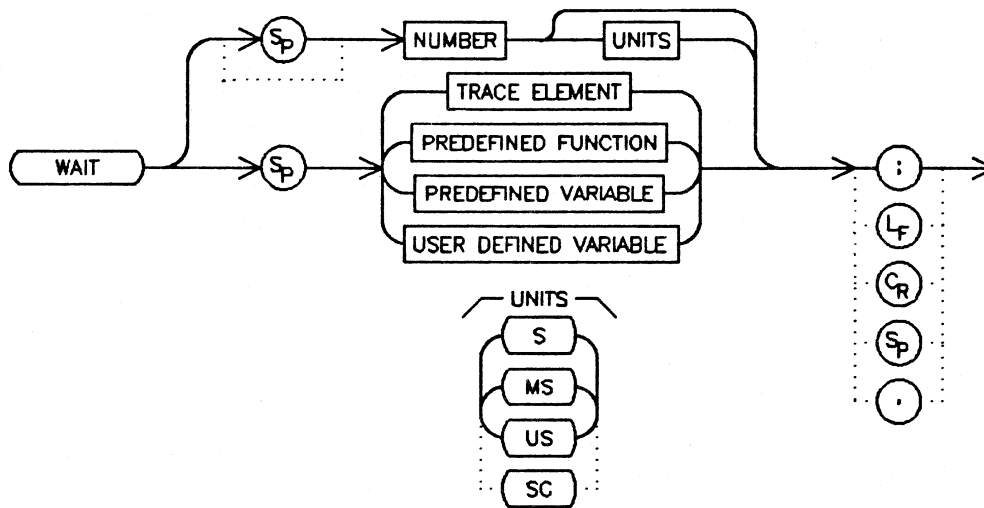 SP NUMBER UNITS
TRACE ELEMENT
PREDEFINED FUNCTION
WAIT SP ;
PREDEFINED VARIABLE
LF
USER DEFINED VARIABLE
CR
UNITS
S
SP
MS
,
US
SC